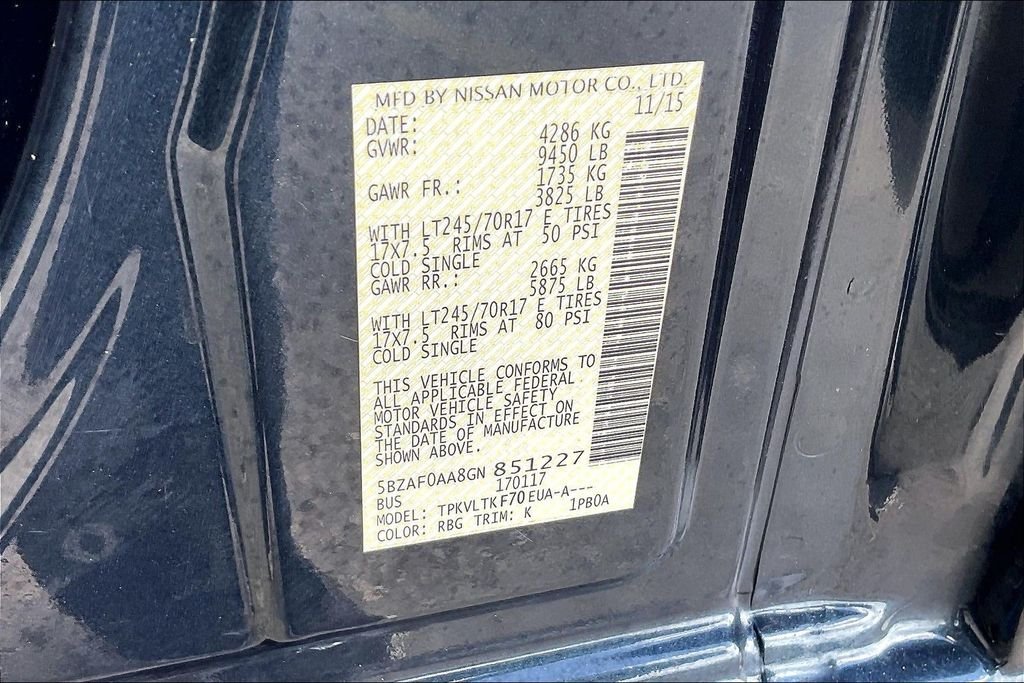 MFD BY NISSAN MOTOR CO., LTD.
DATE: 11/15
GVWR: 4286 KG
9450 LB
GAWR FR.: 1735 KG
3825 LB
WITH LT245/70R17 E TIRES
17X7.5 RIMS AT 50 PSI
COLD SINGLE
GAWR RR.: 2665 KG
5875 LB
WITH LT245/70R17 E TIRES
17X7.5 RIMS AT 80 PSI
COLD SINGLE
THIS VEHICLE CONFORMS TO
ALL APPLICABLE FEDERAL
MOTOR VEHICLE SAFETY
STANDARDS IN EFFECT ON
THE DATE OF MANUFACTURE
SHOWN ABOVE.
5BZAF0AA8GN 851227
BUS 170117
MODEL: TPKVLTK F70 EUA-A---
COLOR: RBG TRIM: K 1PB0A